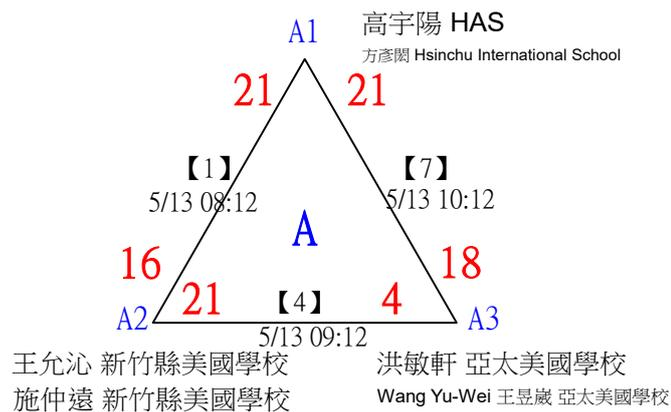 高宇陽 HAS
A1
方彥閎 Hsinchu International School
21 21
【1】 【7】
5/13 08:12 5/13 10:12
A
16 18
21 【4】 4
A2 A3
5/13 09:12
王允沁 新竹縣美國學校 洪敏軒 亞太美國學校
施仲遠 新竹縣美國學校 Wang Yu-Wei 王昱崴 亞太美國學校